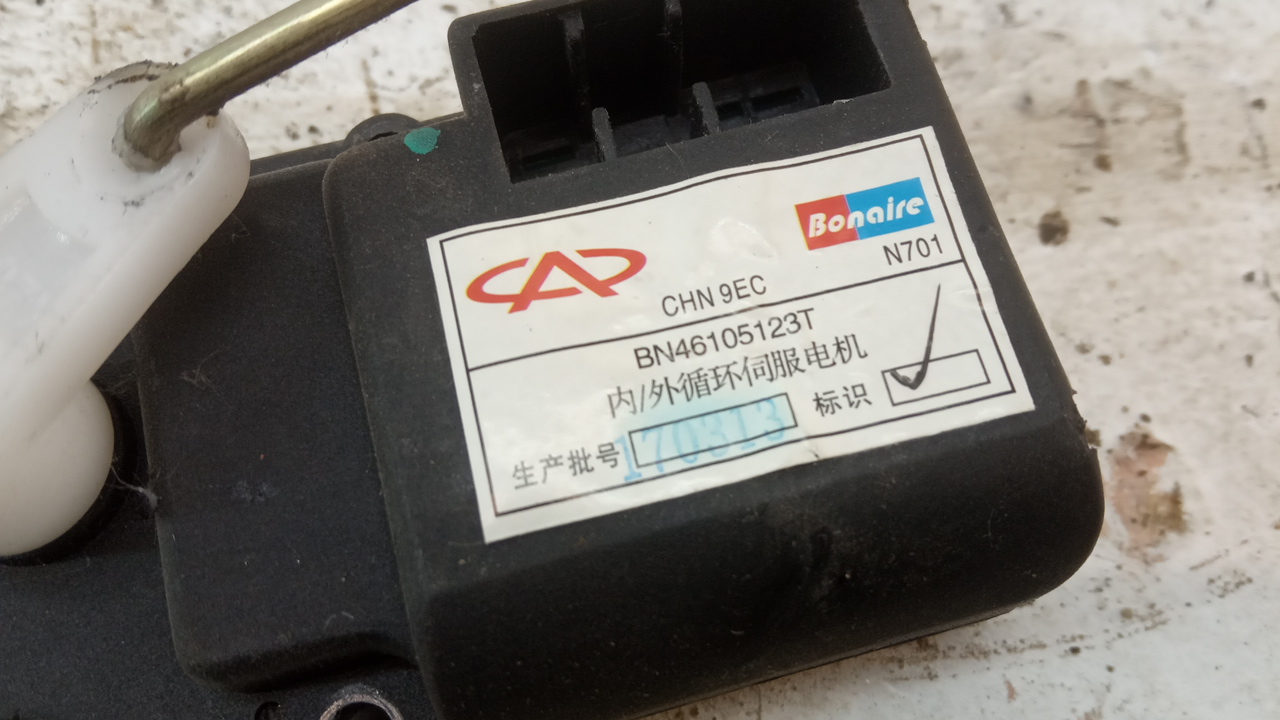 Bonaire
N701
CHN 9EC
BN46105123T
内/外循环伺服电机
生产批号 170313 标识